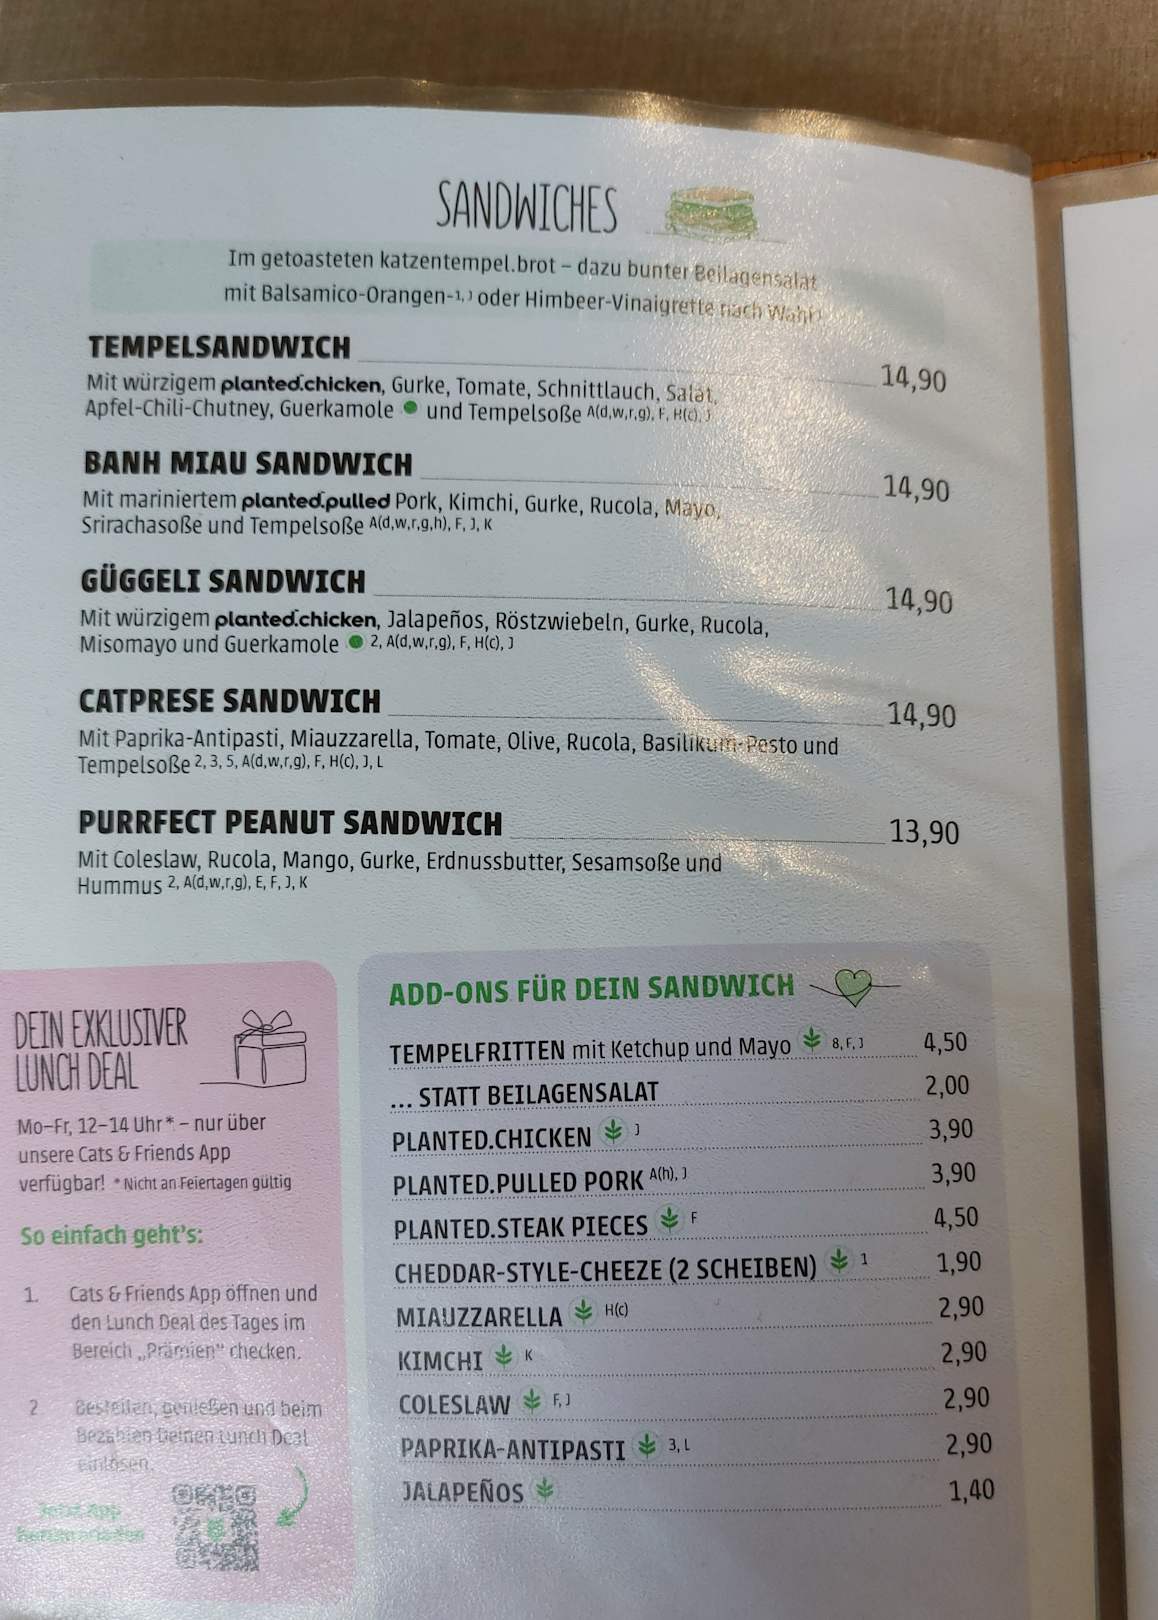 SANDWICHES
Im getoasteten katzentempel.brot – dazu bunter Beilagensalat
mit Balsamico-Orangen-1, J oder Himbeer-Vinaigrette nach Wahl
TEMPELSANDWICH 14,90
Mit würzigem planted.chicken, Gurke, Tomate, Schnittlauch, Salat,
Apfel-Chili-Chutney, Guerkamole und Tempelsoße A(d,w,r,g), F, H(c), J
BANH MIAU SANDWICH 14,90
Mit mariniertem planted.pulled Pork, Kimchi, Gurke, Rucola, Mayo,
Srirachasoße und Tempelsoße A(d,w,r,g,h), F, J, K
GÜGGELI SANDWICH 14,90
Mit würzigem planted.chicken, Jalapeños, Röstzwiebeln, Gurke, Rucola,
Misomayo und Guerkamole 2, A(d,w,r,g), F, H(c), J
CATPRESE SANDWICH 14,90
Mit Paprika-Antipasti, Miauzzarella, Tomate, Olive, Rucola, Basilikum-Pesto und
Tempelsoße 2, 3, 5, A(d,w,r,g), F, H(c), J, L
PURRFECT PEANUT SANDWICH 13,90
Mit Coleslaw, Rucola, Mango, Gurke, Erdnussbutter, Sesamsoße und
Hummus 2, A(d,w,r,g), E, F, J, K
DEIN EXKLUSIVER
LUNCH DEAL
Mo–Fr, 12–14 Uhr* – nur über
unsere Cats & Friends App
verfügbar! *Nicht an Feiertagen gültig
So einfach geht's:
1. Cats & Friends App öffnen und
den Lunch Deal des Tages im
Bereich „Prämien" checken.
2 Bestellen, genießen und beim
Bezahlen Deinen Lunch Deal
einlösen.
Jetzt App
herunterladen
ADD-ONS FÜR DEIN SANDWICH
TEMPELFRITTEN mit Ketchup und Mayo 8, F, J 4,50
... STATT BEILAGENSALAT 2,00
PLANTED.CHICKEN J 3,90
PLANTED.PULLED PORK A(h), J 3,90
PLANTED.STEAK PIECES F 4,50
CHEDDAR-STYLE-CHEEZE (2 SCHEIBEN) 1 1,90
MIAUZZARELLA H(c) 2,90
KIMCHI K 2,90
COLESLAW F, J 2,90
PAPRIKA-ANTIPASTI 3, L 2,90
JALAPEÑOS 1,40